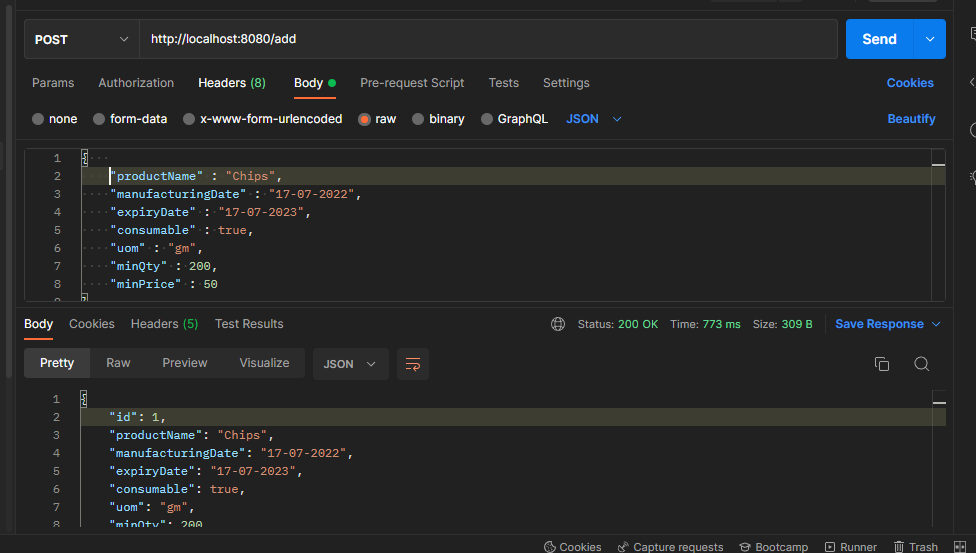 POST http://localhost:8080/add Send
Params Authorization Headers (8) Body Pre-request Script Tests Settings Cookies
none form-data x-www-form-urlencoded raw binary GraphQL JSON Beautify
1 {
2 "productName" : "Chips",
3 "manufacturingDate" : "17-07-2022",
4 "expiryDate" : "17-07-2023",
5 "consumable" : true,
6 "uom" : "gm",
7 "minQty" : 200,
8 "minPrice" : 50
9 }
Body Cookies Headers (5) Test Results Status: 200 OK Time: 773 ms Size: 309 B Save Response
Pretty Raw Preview Visualize JSON
1 {
2 "id": 1,
3 "productName": "Chips",
4 "manufacturingDate": "17-07-2022",
5 "expiryDate": "17-07-2023",
6 "consumable": true,
7 "uom": "gm",
8 "minQty": 200,
Cookies Capture requests Bootcamp Runner Trash